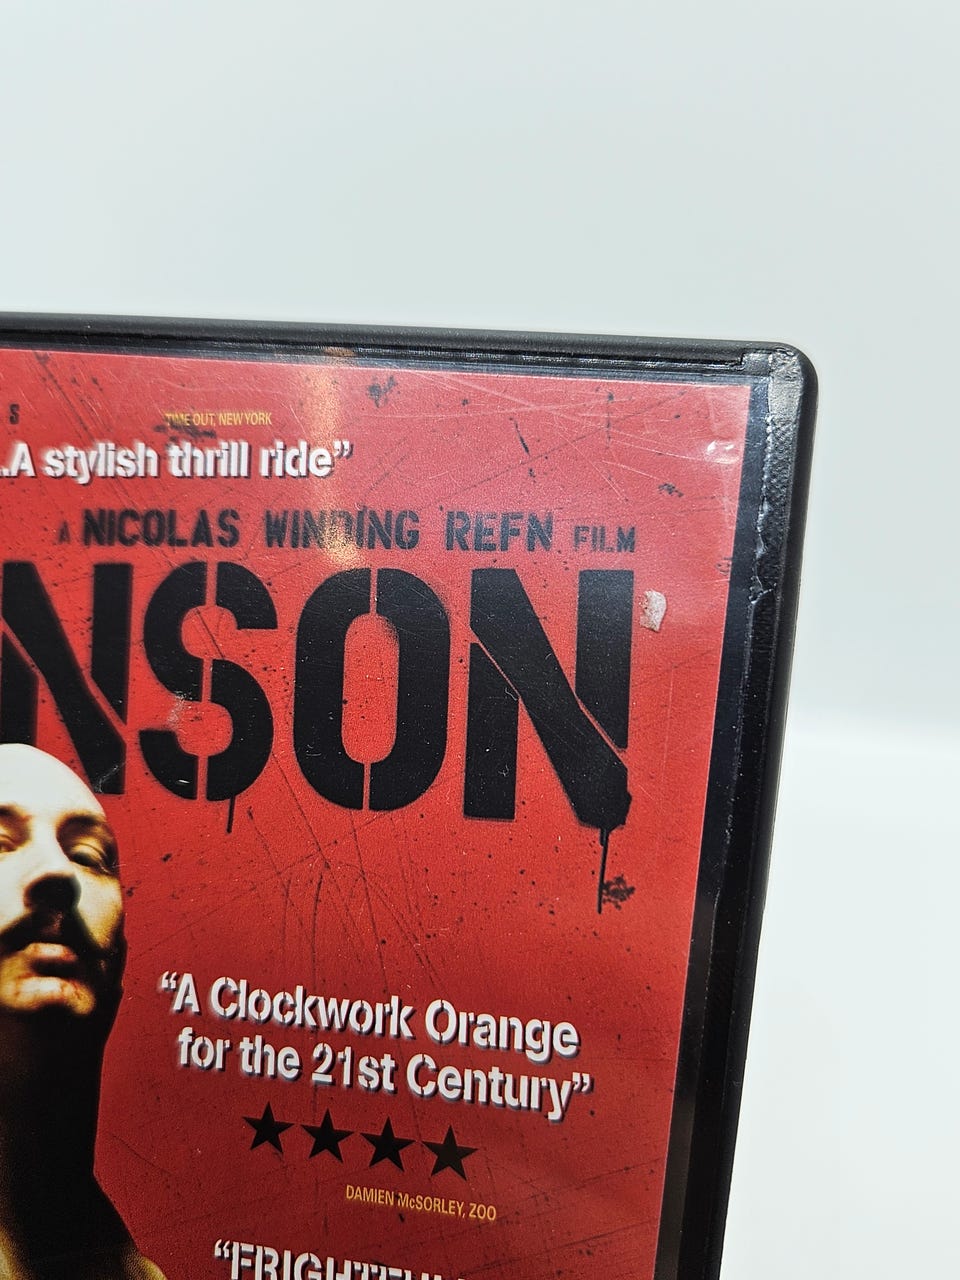 S
TIME OUT, NEW YORK
..A stylish thrill ride”
A NICOLAS WINDING REFN FILM
NSON
“A Clockwork Orange
for the 21st Century”
★★★★
DAMIEN McSORLEY, ZOO